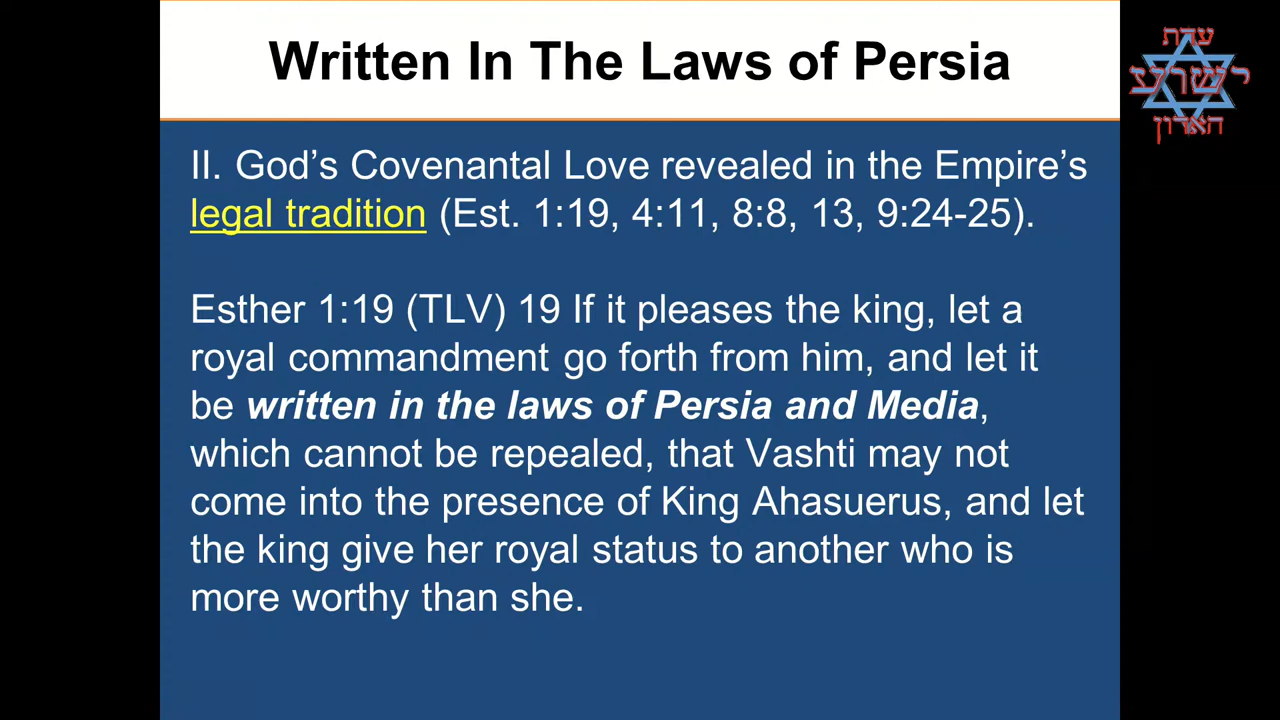 Written In The Laws of Persia
עדת
ישוע
האדון
II. God’s Covenantal Love revealed in the Empire’s
legal tradition (Est. 1:19, 4:11, 8:8, 13, 9:24-25).
Esther 1:19 (TLV) 19 If it pleases the king, let a
royal commandment go forth from him, and let it
be written in the laws of Persia and Media,
which cannot be repealed, that Vashti may not
come into the presence of King Ahasuerus, and let
the king give her royal status to another who is
more worthy than she.